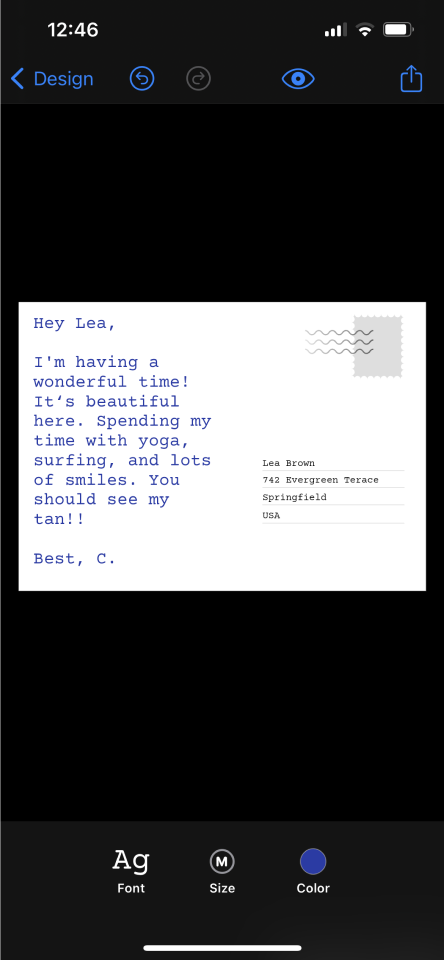 12:46
Design
Hey Lea,
I'm having a
wonderful time!
It‘s beautiful
here. Spending my
time with yoga,
surfing, and lots
of smiles. You
should see my
tan!!
Best, C.
Lea Brown
742 Evergreen Terace
Springfield
USA
Ag
M
Font
Size
Color